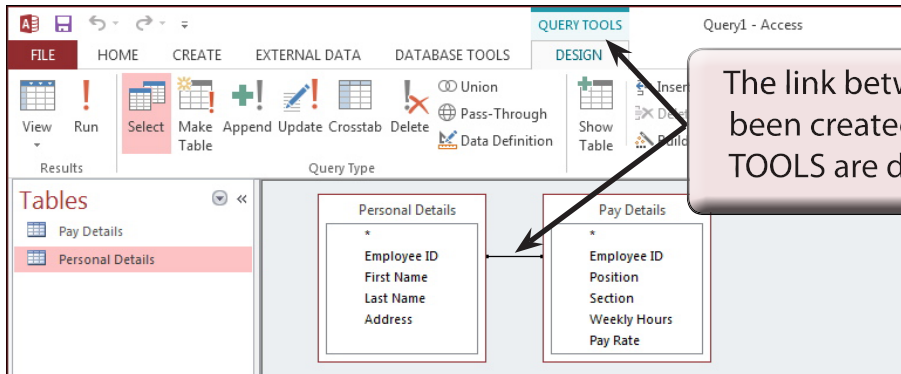 QUERY TOOLS Query1 - Access
FILE HOME CREATE EXTERNAL DATA DATABASE TOOLS DESIGN
View
Run
Select
Make Table
Append
Update
Crosstab
Delete
Union
Pass-Through
Data Definition
Show Table
Results
Query Type
The link
been
TOOLS are
Tables
Pay Details
Personal Details
Personal Details
*
Employee ID
First Name
Last Name
Address
Pay Details
*
Employee ID
Position
Section
Weekly Hours
Pay Rate